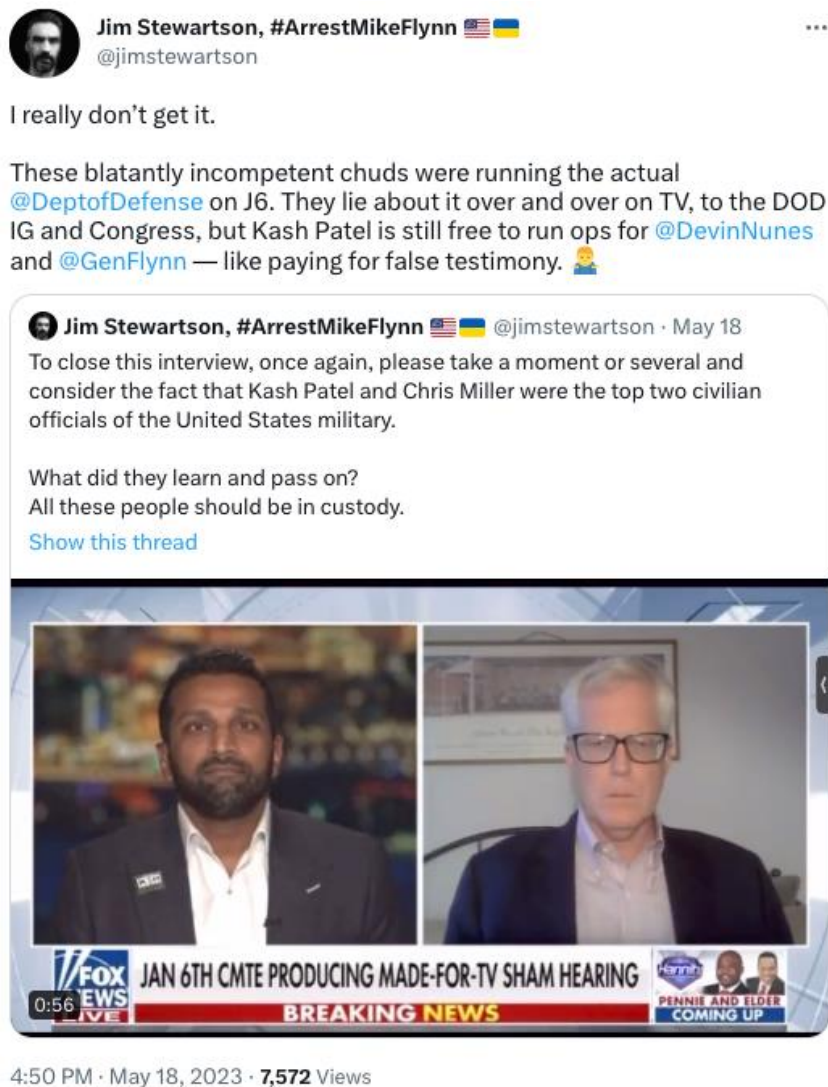 Jim Stewartson, #ArrestMikeFlynn 🇺🇸🇺🇦
@jimstewartson
I really don’t get it.
These blatantly incompetent chuds were running the actual
@DeptofDefense on J6. They lie about it over and over on TV, to the DOD
IG and Congress, but Kash Patel is still free to run ops for @DevinNunes
and @GenFlynn — like paying for false testimony. 🤷‍♂️
Jim Stewartson, #ArrestMikeFlynn 🇺🇸🇺🇦 @jimstewartson · May 18
To close this interview, once again, please take a moment or several and
consider the fact that Kash Patel and Chris Miller were the top two civilian
officials of the United States military.
What did they learn and pass on?
All these people should be in custody.
Show this thread
FOX
NEWS
LIVE
0:56
JAN 6TH CMTE PRODUCING MADE-FOR-TV SHAM HEARING
BREAKING NEWS
Hannity
PENNIE AND ELDER
COMING UP
4:50 PM · May 18, 2023 · 7,572 Views